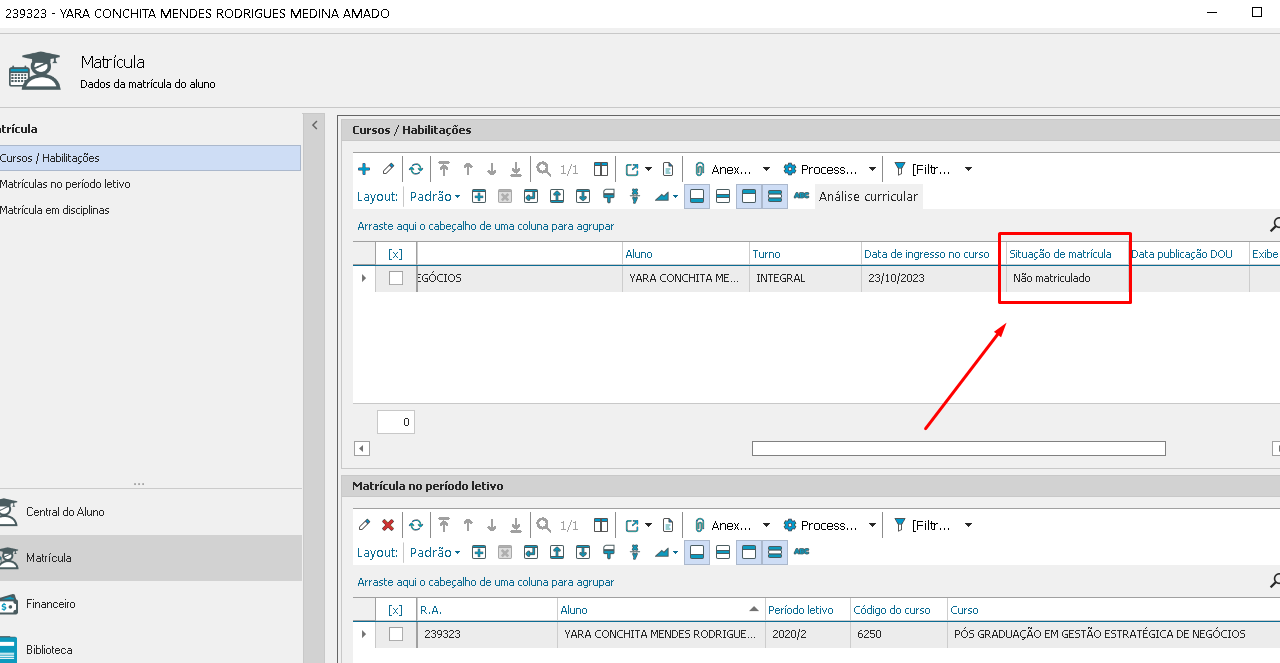 239323 - YARA CONCHITA MENDES RODRIGUES MEDINA AMADO
Matrícula
Dados da matrícula do aluno
trícula
Cursos / Habilitações
Matrículas no período letivo
Matrícula em disciplinas
Cursos / Habilitações
1/1 Anex... Process... [Filtr...
Layout: Padrão ABC Análise curricular
Arraste aqui o cabeçalho de uma coluna para agrupar
[x] Aluno Turno Data de ingresso no curso Situação de matrícula Data publicação DOU Exibe
EGÓCIOS YARA CONCHITA ME... INTEGRAL 23/10/2023 Não matriculado
0
Central do Aluno
Matrícula
Financeiro
Biblioteca
Matrícula no período letivo
1/1 Anex... Process... [Filtr...
Layout: Padrão ABC
Arraste aqui o cabeçalho de uma coluna para agrupar
[x] R.A. Aluno Período letivo Código do curso Curso
239323 YARA CONCHITA MENDES RODRIGUE... 2020/2 6250 PÓS GRADUAÇÃO EM GESTÃO ESTRATÉGICA DE NEGÓCIOS